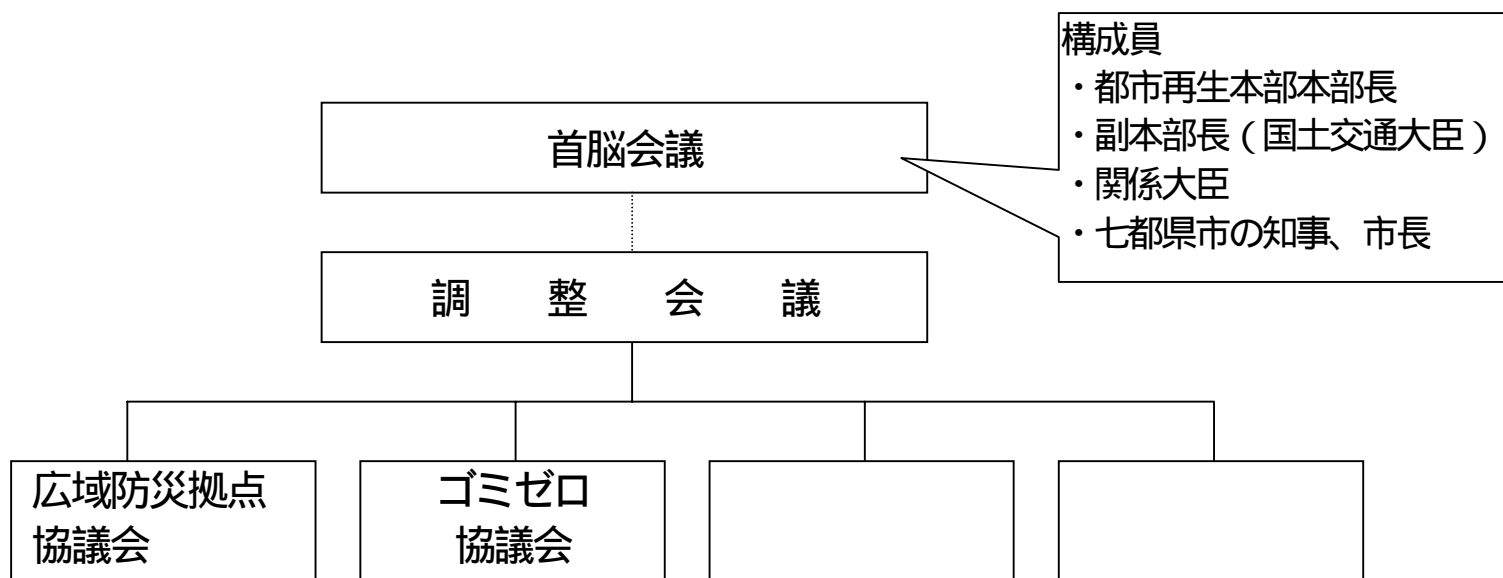 構成員
・都市再生本部本部長
・副本部長(国土交通大臣)
・関係大臣
・七都県市の知事、市長
首脳会議
調 整 会 議
広域防災拠点
協議会
ゴミゼロ
協議会